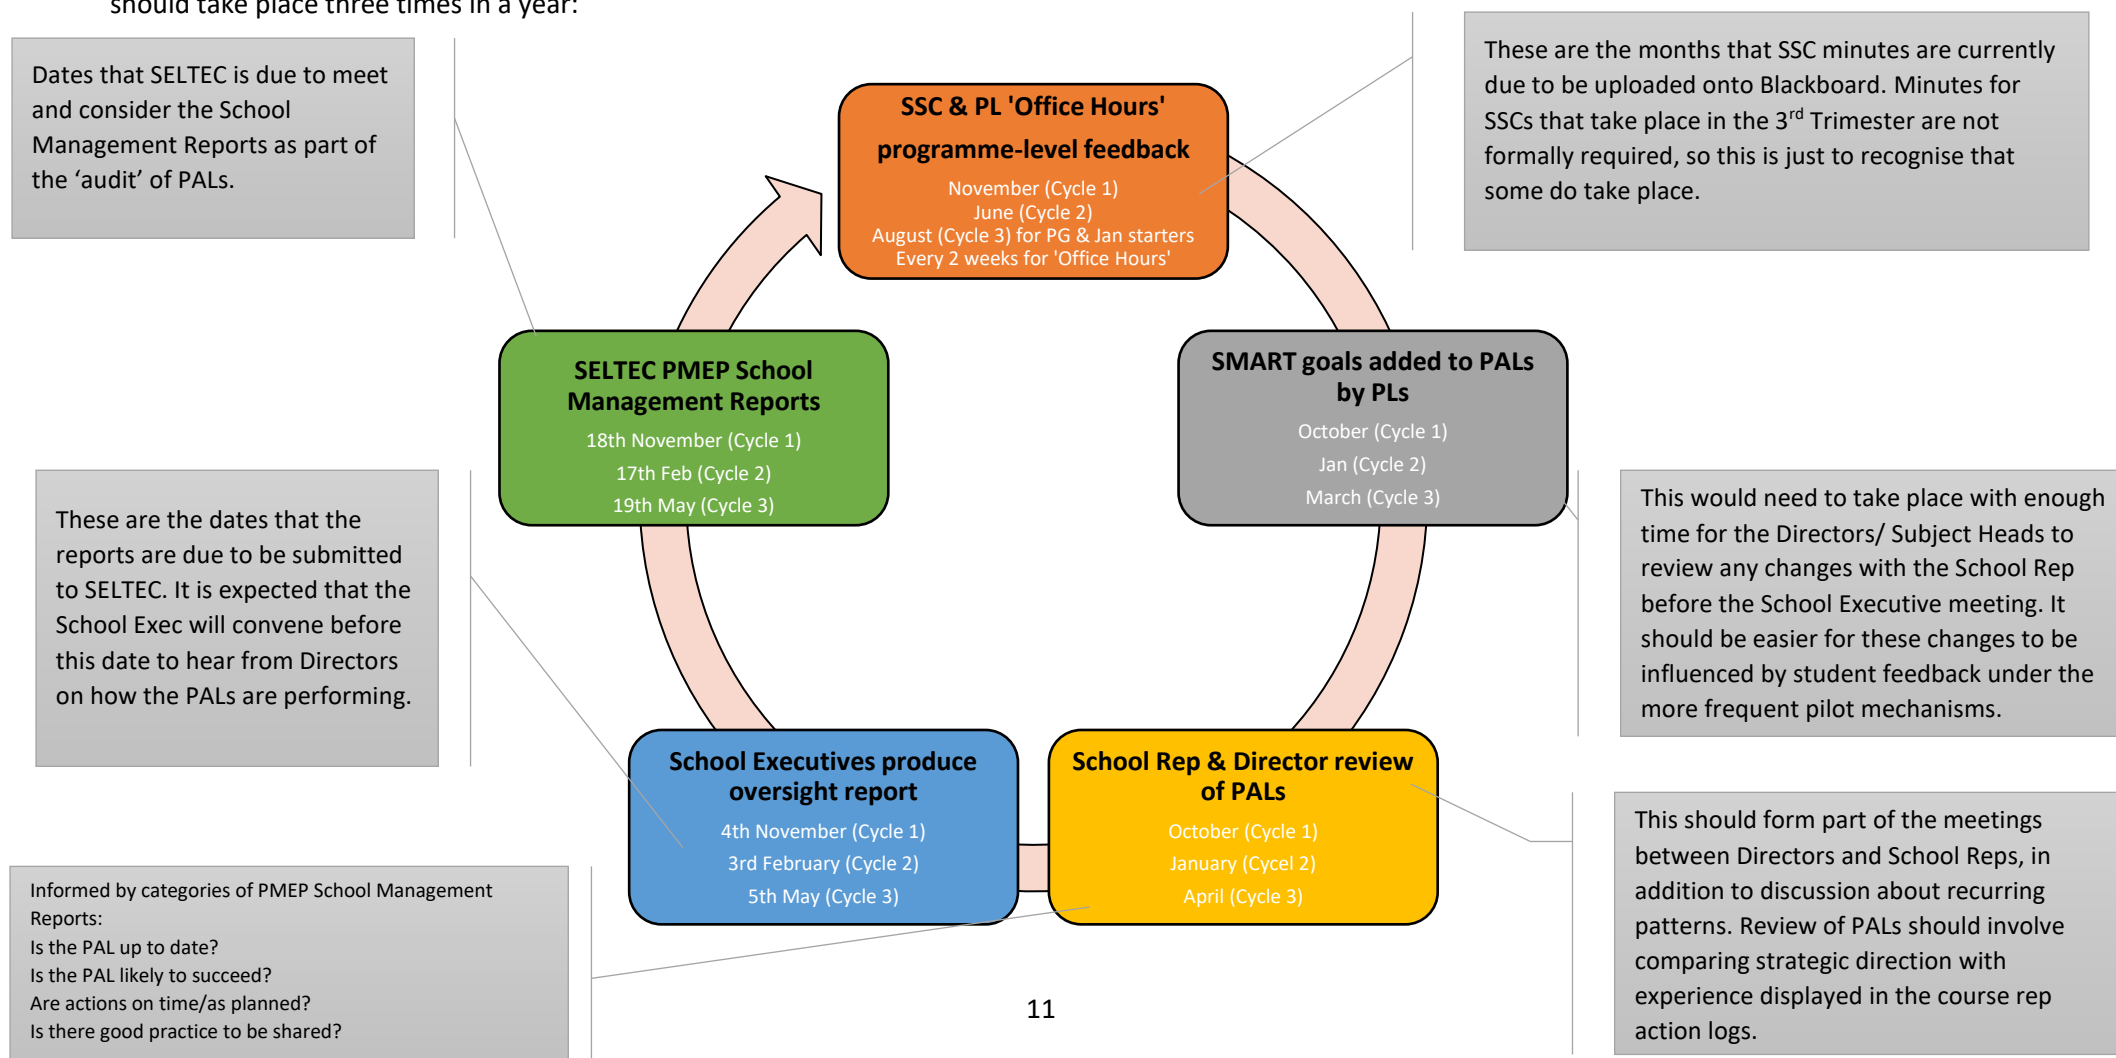 should take place three times in a year:
Dates that SELTEC is due to meet
and consider the School
Management Reports as part of
the ‘audit’ of PALs.
SSC & PL 'Office Hours'
programme-level feedback
November (Cycle 1)
June (Cycle 2)
August (Cycle 3) for PG & Jan starters
Every 2 weeks for 'Office Hours'
These are the months that SSC minutes are currently
due to be uploaded onto Blackboard. Minutes for
SSCs that take place in the 3rd Trimester are not
formally required, so this is just to recognise that
some do take place.
SELTEC PMEP School
Management Reports
18th November (Cycle 1)
17th Feb (Cycle 2)
19th May (Cycle 3)
SMART goals added to PALs
by PLs
October (Cycle 1)
Jan (Cycle 2)
March (Cycle 3)
These are the dates that the
reports are due to be submitted
to SELTEC. It is expected that the
School Exec will convene before
this date to hear from Directors
on how the PALs are performing.
This would need to take place with enough
time for the Directors/ Subject Heads to
review any changes with the School Rep
before the School Executive meeting. It
should be easier for these changes to be
influenced by student feedback under the
more frequent pilot mechanisms.
School Executives produce
oversight report
4th November (Cycle 1)
3rd February (Cycle 2)
5th May (Cycle 3)
School Rep & Director review
of PALs
October (Cycle 1)
January (Cycel 2)
April (Cycle 3)
Informed by categories of PMEP School Management
Reports:
Is the PAL up to date?
Is the PAL likely to succeed?
Are actions on time/as planned?
Is there good practice to be shared?
This should form part of the meetings
between Directors and School Reps, in
addition to discussion about recurring
patterns. Review of PALs should involve
comparing strategic direction with
experience displayed in the course rep
action logs.
11